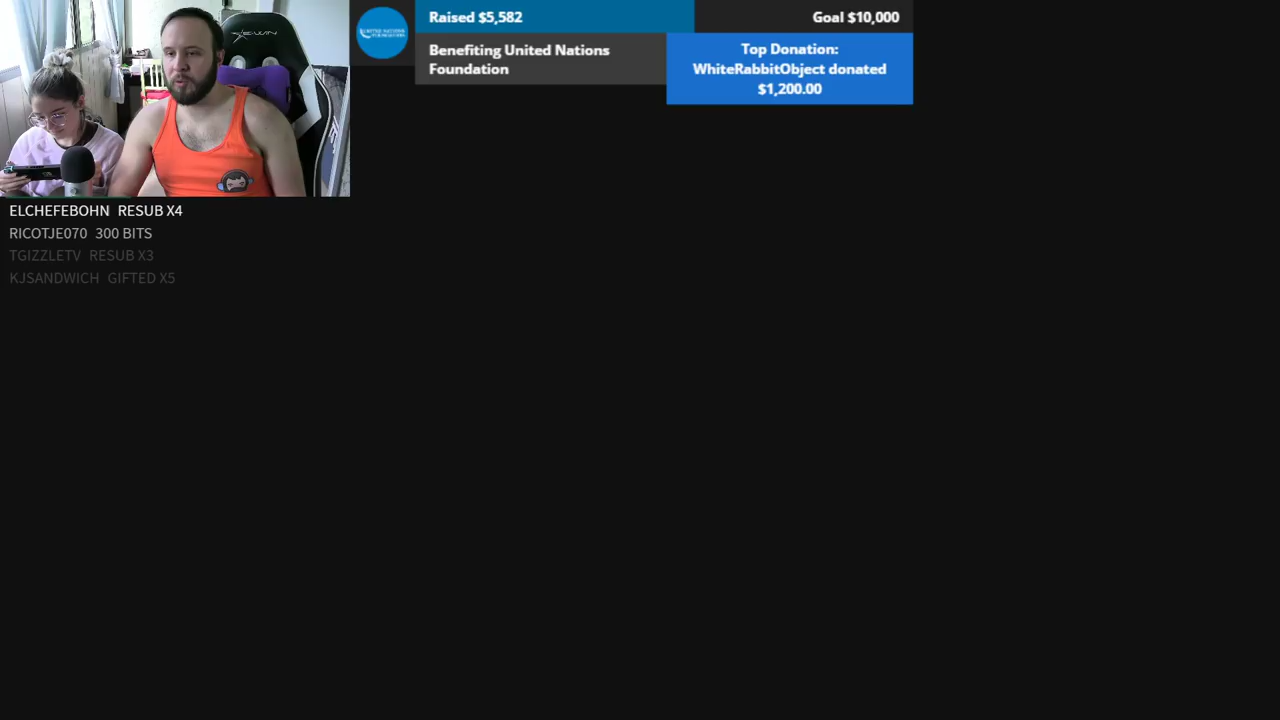 Raised $5,582
Goal $10,000
Benefiting United Nations
Foundation
Top Donation:
WhiteRabbitObject donated
$1,200.00
ELCHEFEBOHN RESUB X4
RICOTJE070 300 BITS
TGIZZLETV RESUB X3
KJSANDWICH GIFTED X5